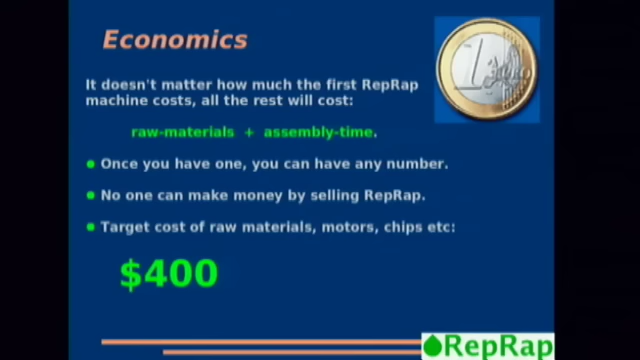 Economics
It doesn't matter how much the first RepRap
machine costs, all the rest will cost:
raw-materials + assembly-time.
Once you have one, you can have any number.
No one can make money by selling RepRap.
Target cost of raw materials, motors, chips etc:
$400
RepRap